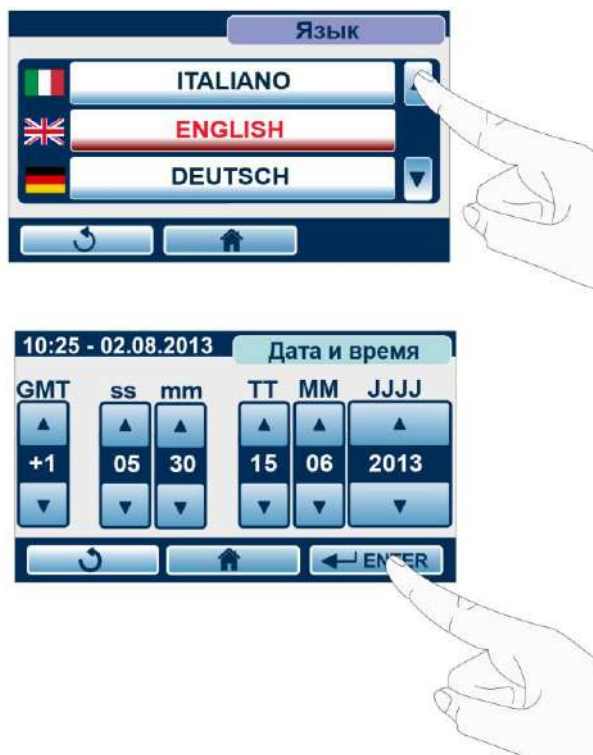 Язык
ITALIANO
ENGLISH
DEUTSCH
10:25 - 02.08.2013 Дата и время
GMT ss mm TT MM JJJJ
+1 05 30 15 06 2013
ENTER